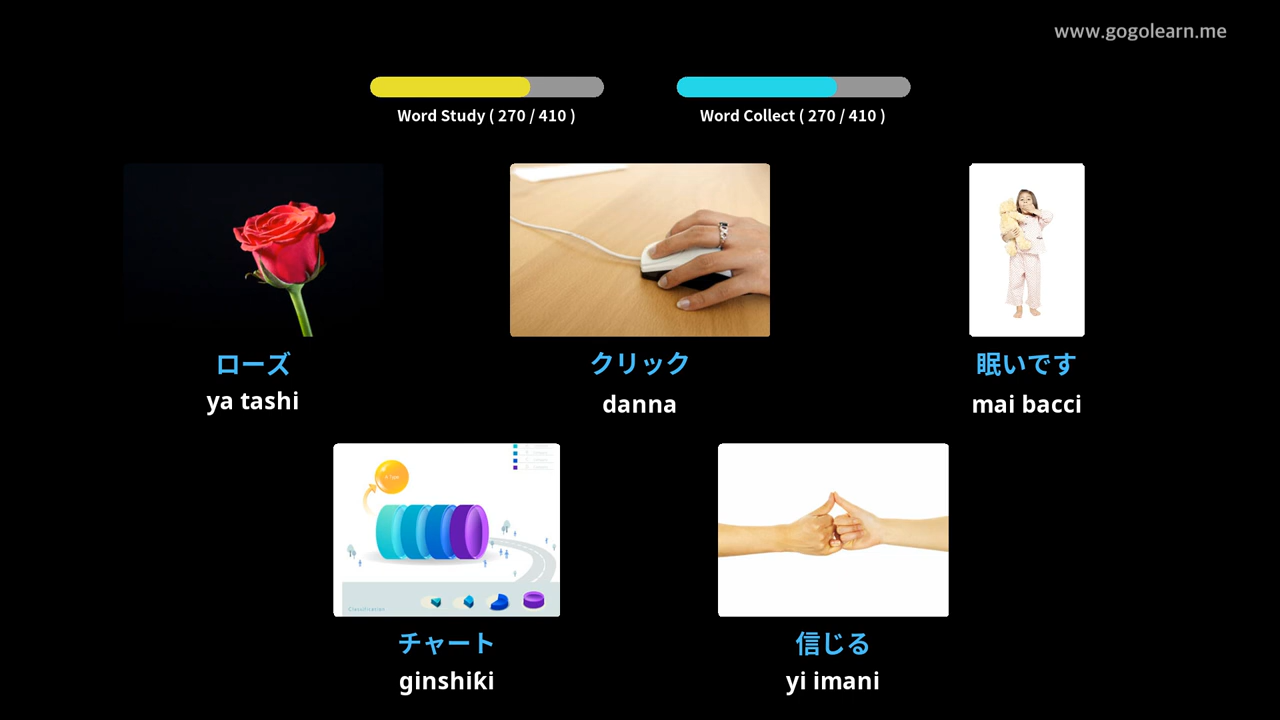 www.gogolearn.me
Word Study ( 270 / 410 )
Word Collect ( 270 / 410 )
ローズ
ya tashi
クリック
danna
眠いです
mai bacci
チャート
ginshiƙi
信じる
yi imani